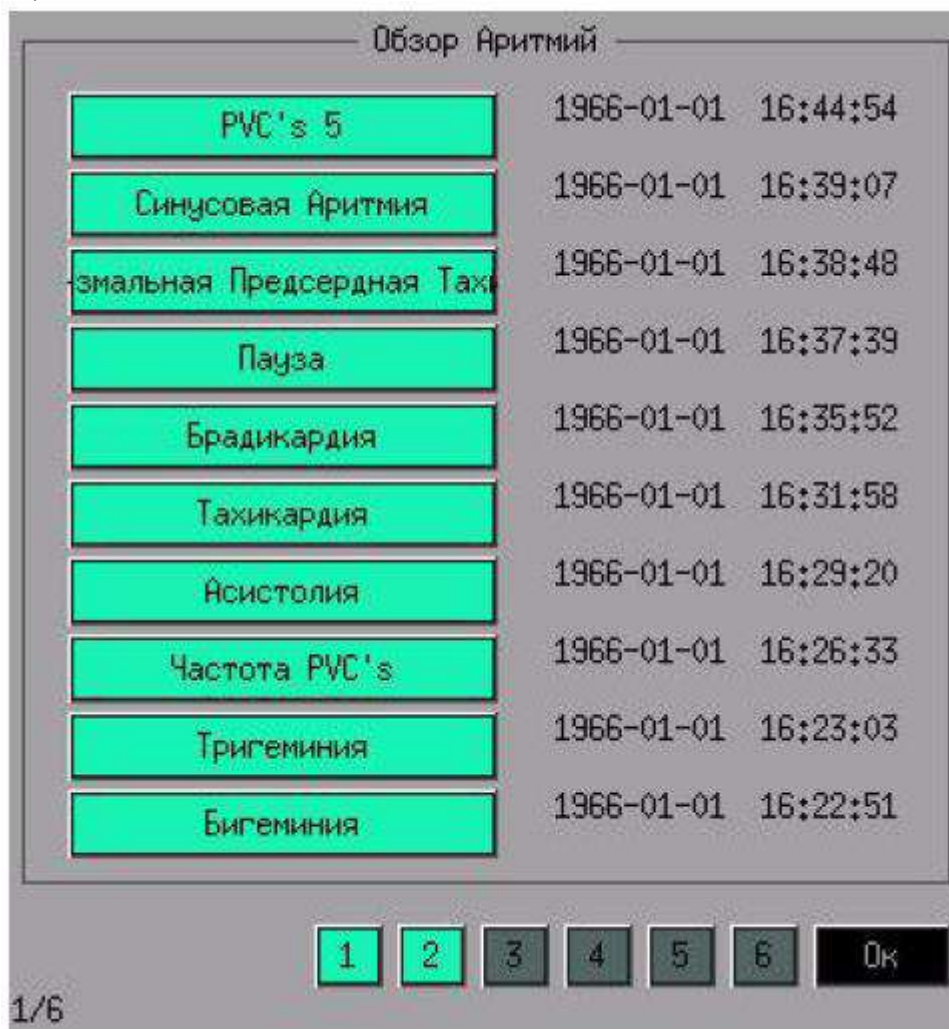 Обзор Аритмий
PVC's 5 1966-01-01 16:44:54
Синусовая Аритмия 1966-01-01 16:39:07
змальная Предсердная Тахи 1966-01-01 16:38:48
Пауза 1966-01-01 16:37:39
Брадикардия 1966-01-01 16:35:52
Тахикардия 1966-01-01 16:31:58
Асистолия 1966-01-01 16:29:20
Частота PVC's 1966-01-01 16:26:33
Тригеминия 1966-01-01 16:23:03
Бигеминия 1966-01-01 16:22:51
1 2 3 4 5 6 Ок
1/6